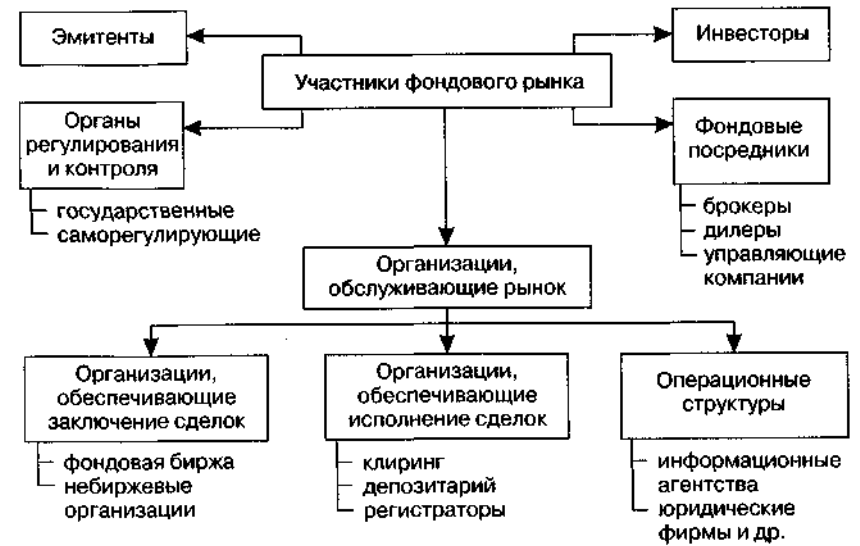 Эмитенты
Инвесторы
Участники фондового рынка
Органы
регулирования
и контроля
государственные
саморегулирующие
Фондовые
посредники
брокеры
дилеры
управляющие
компании
Организации,
обслуживающие рынок
Организации,
обеспечивающие
заключение сделок
фондовая биржа
небиржевые
организации
Организации,
обеспечивающие
исполнение сделок
клиринг
депозитарий
регистраторы
Операционные
структуры
информационные
агентства
юридические
фирмы и др.